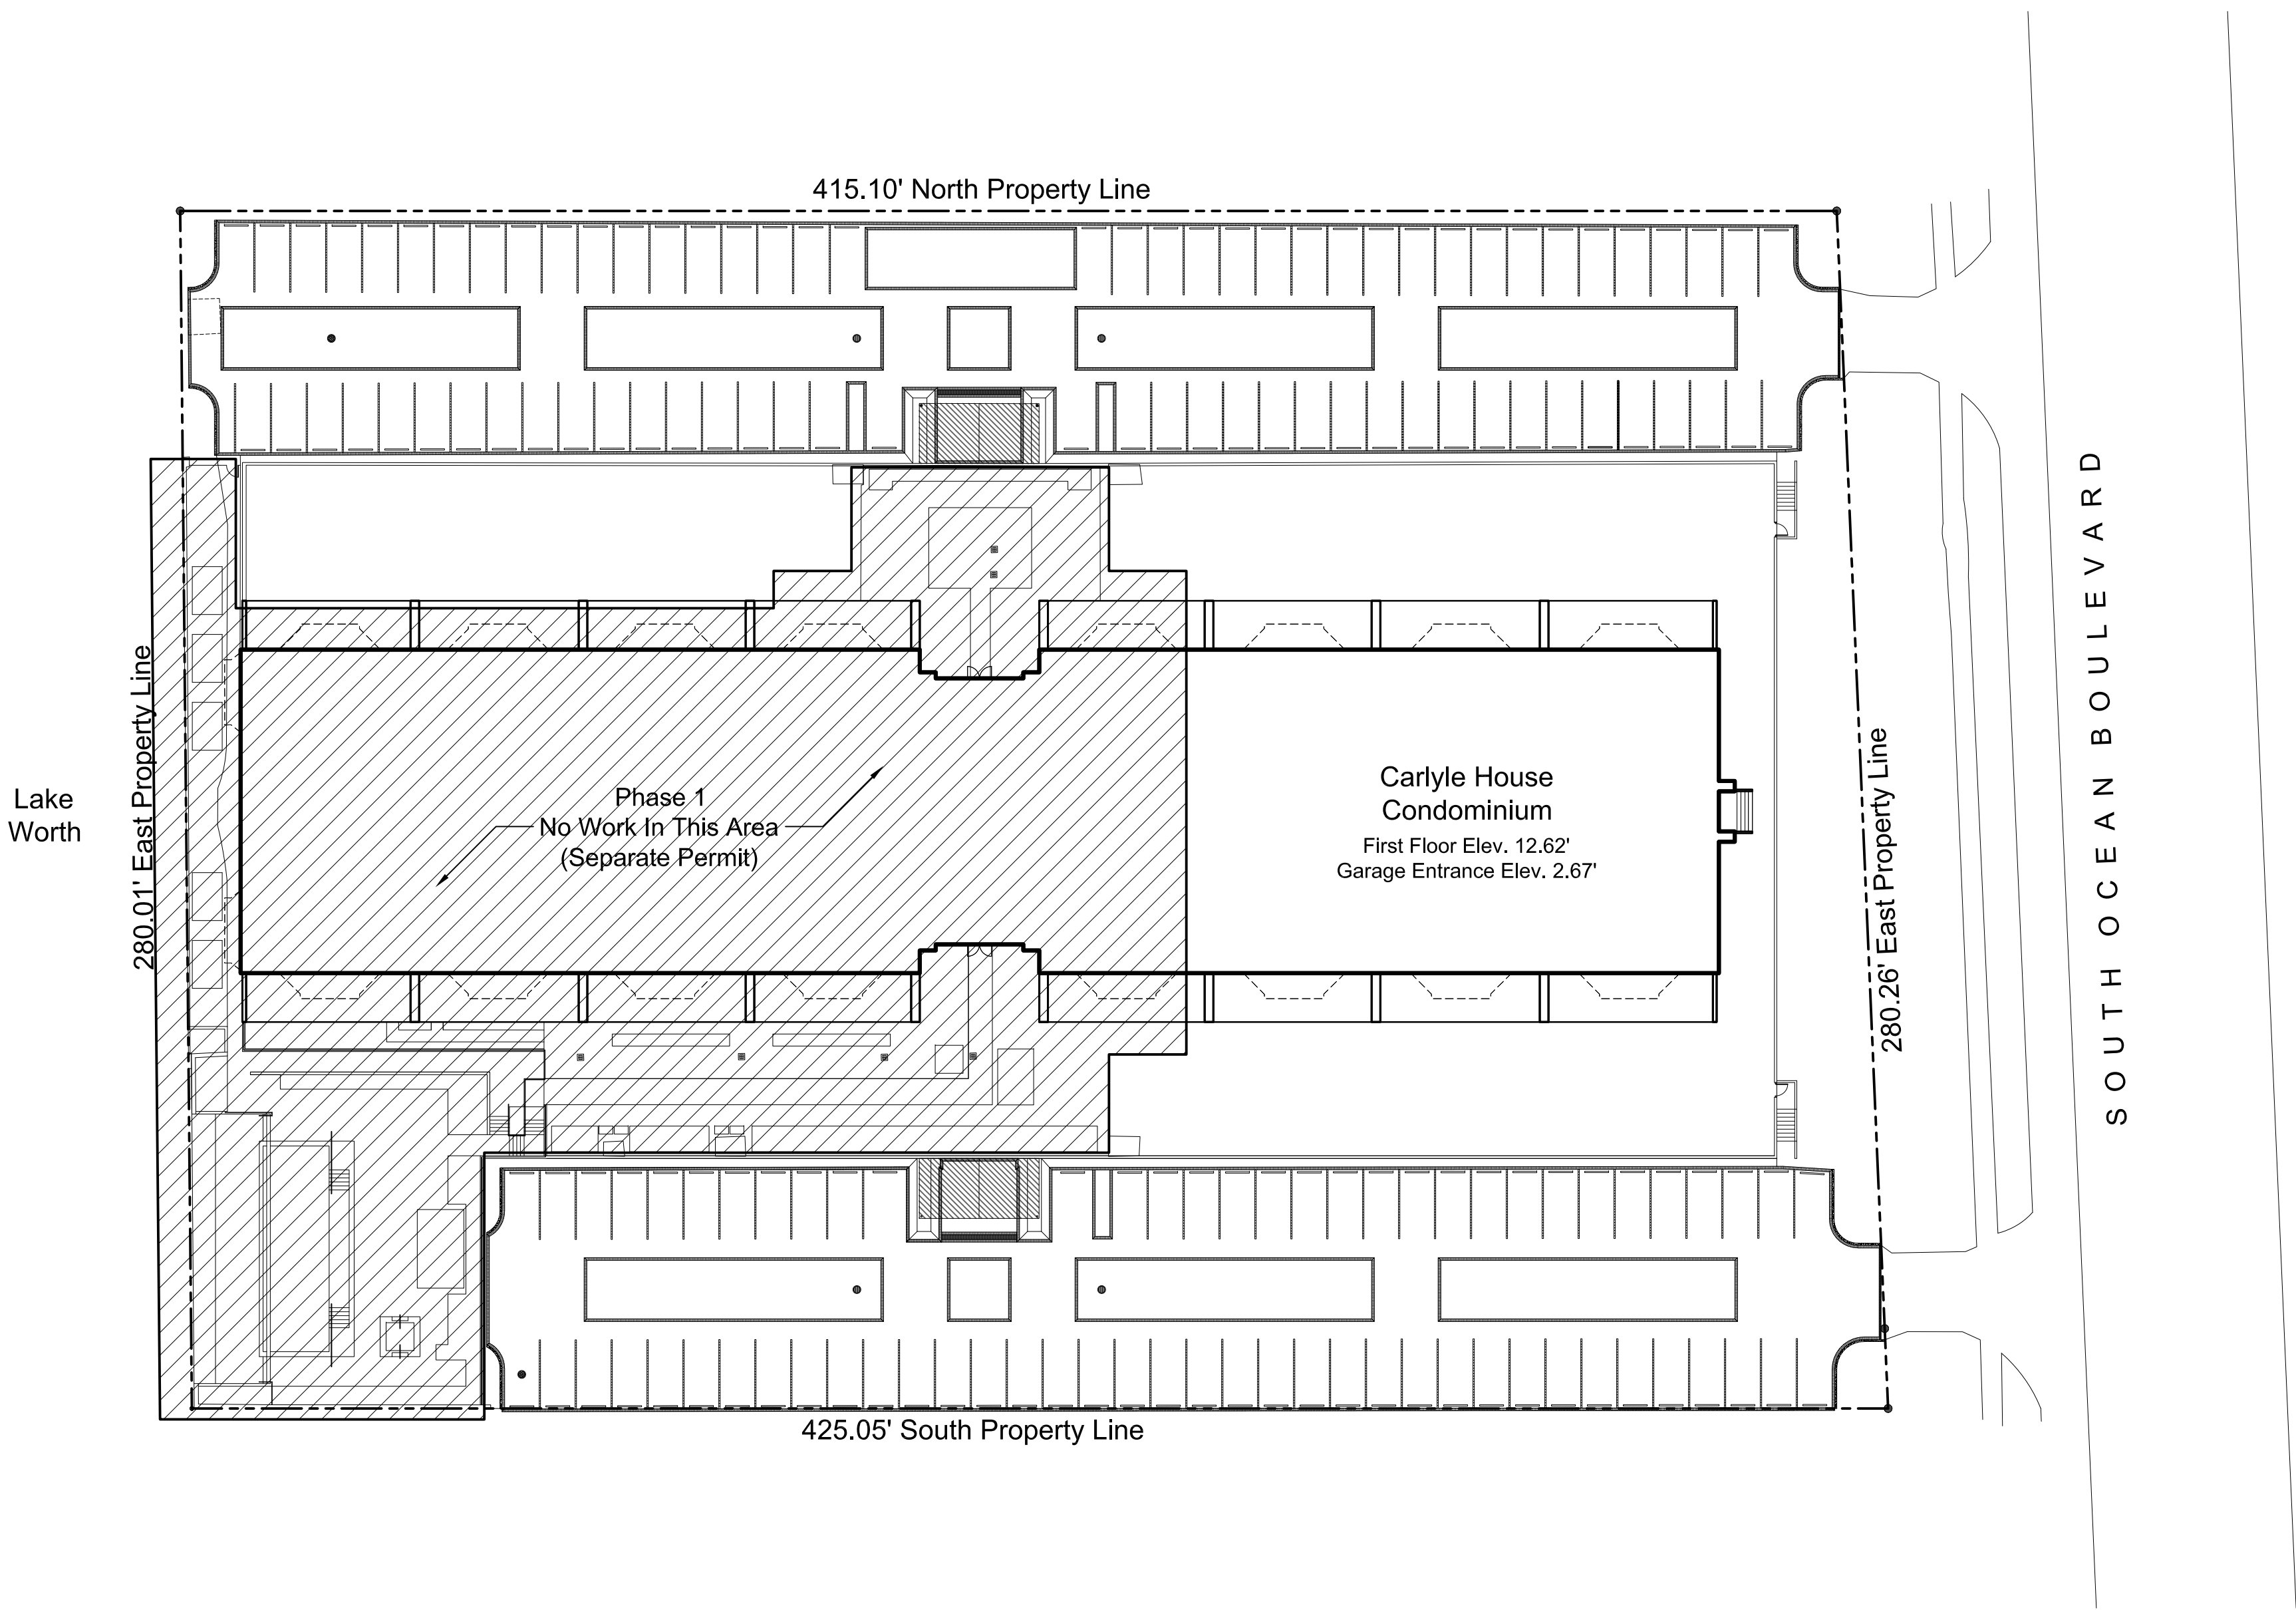 415.10' North Property Line
Lake
Worth
280.01' East Property Line
Phase 1
No Work In This Area
(Separate Permit)
Carlyle House
Condominium
First Floor Elev. 12.62'
Garage Entrance Elev. 2.67'
280.26' East Property Line
SOUTH OCEAN BOULEVARD
425.05' South Property Line